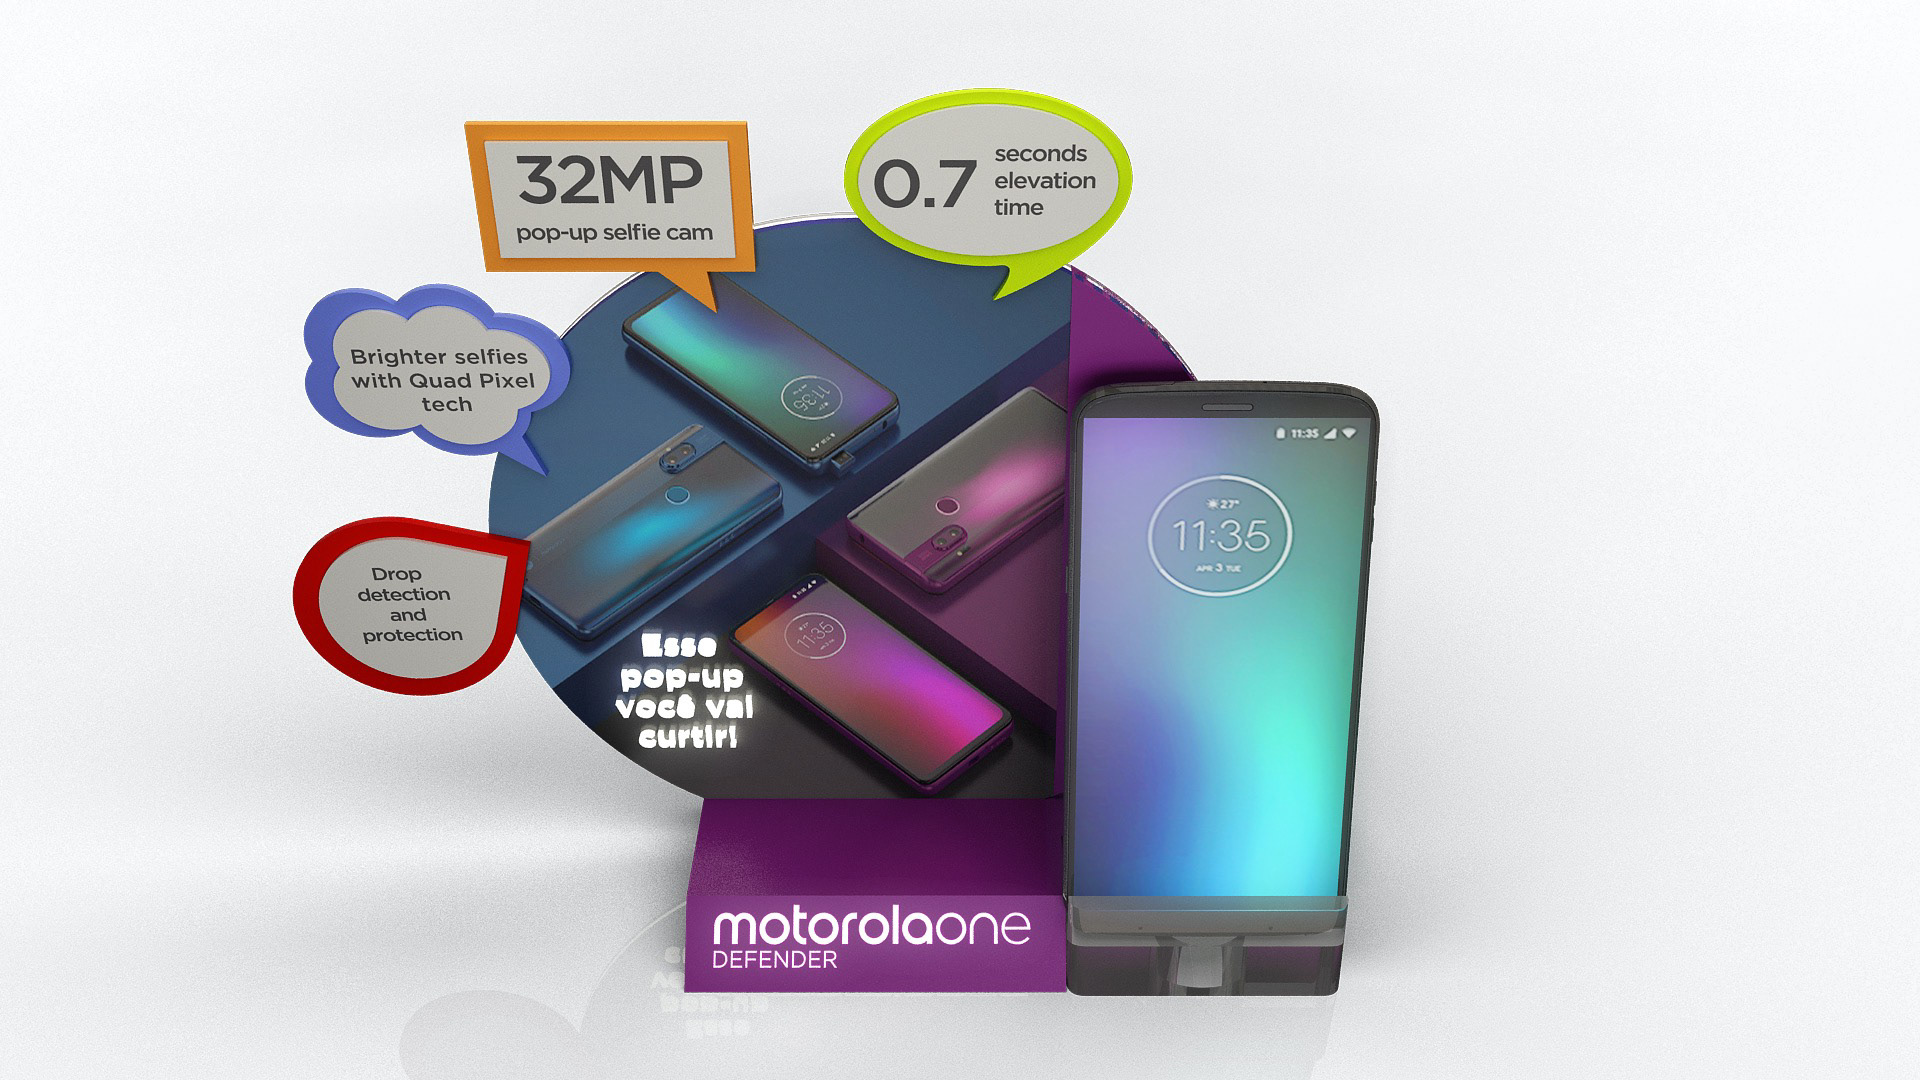 32MP
pop-up selfie cam
0.7
seconds
elevation
time
Brighter selfies
with Quad Pixel
tech
Drop
detection
and
protection
Esse
pop-up
você vai
curtir!
11:35
11:35
11:35
27°
11:35
APR 3 TUE
motorolaone
DEFENDER